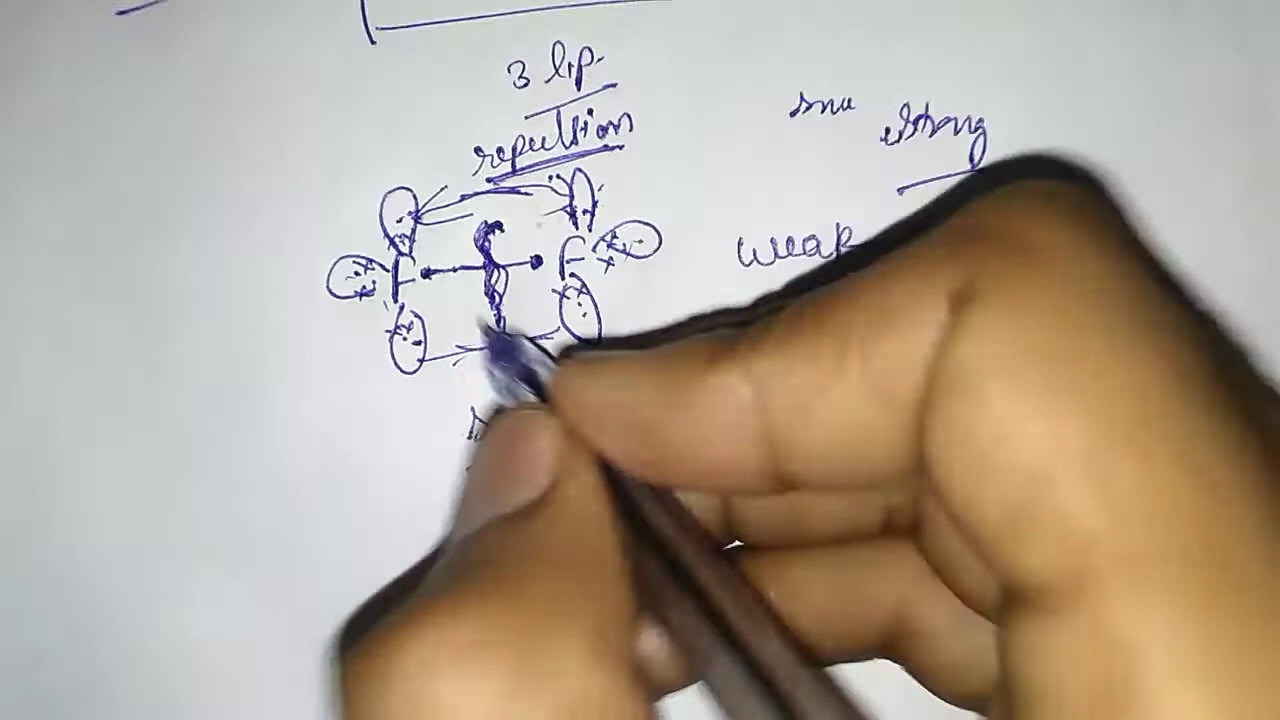 3 l.p.
repulsion
strong
weak
F F